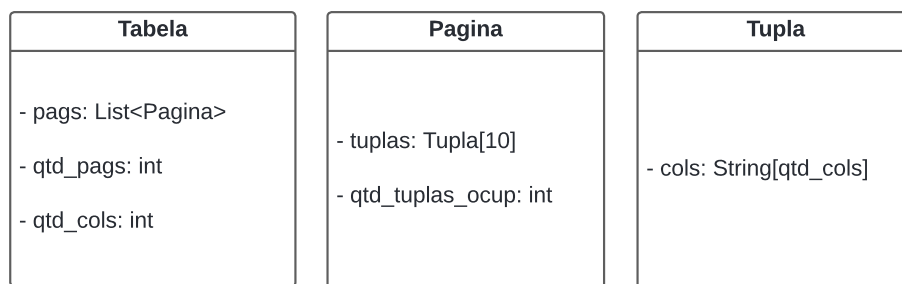 Tabela
- pags: List<Pagina>
- qtd_pags: int
- qtd_cols: int
Pagina
- tuplas: Tupla[10]
- qtd_tuplas_ocup: int
Tupla
- cols: String[qtd_cols]